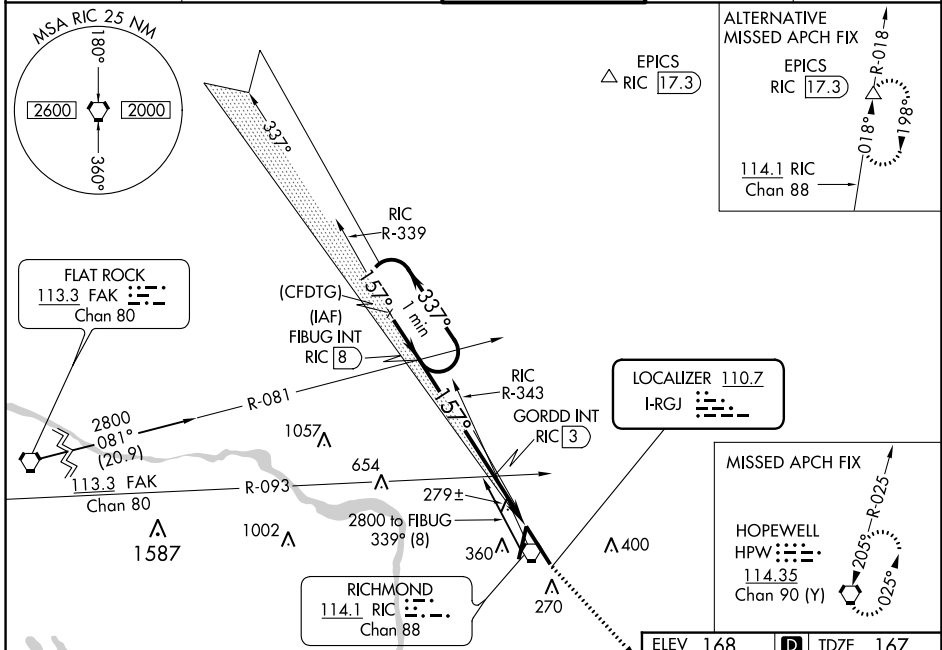 MSA RIC 25 NM
180°
2600
2000
360°
EPICS
RIC 17.3
ALTERNATIVE
MISSED APCH FIX
EPICS
RIC 17.3
R-018
018°
198°
114.1 RIC
Chan 88
337°
RIC
R-339
FLAT ROCK
113.3 FAK
Chan 80
(CFDTG)
(IAF)
FIBUG INT
RIC 8
157°
337°
1 min
R-081
2800
081°
(20.9)
113.3 FAK
Chan 80
R-093
RIC
R-343
157°
GORDD INT
RIC 3
LOCALIZER 110.7
I-RGJ
1057
654
279±
1587
1002
2800 to FIBUG
339° (8)
360
400
270
RICHMOND
114.1 RIC
Chan 88
MISSED APCH FIX
HOPEWELL
HPW
114.35
Chan 90 (Y)
R-025
205°
025°
ELEV 168
D
TDZE 167